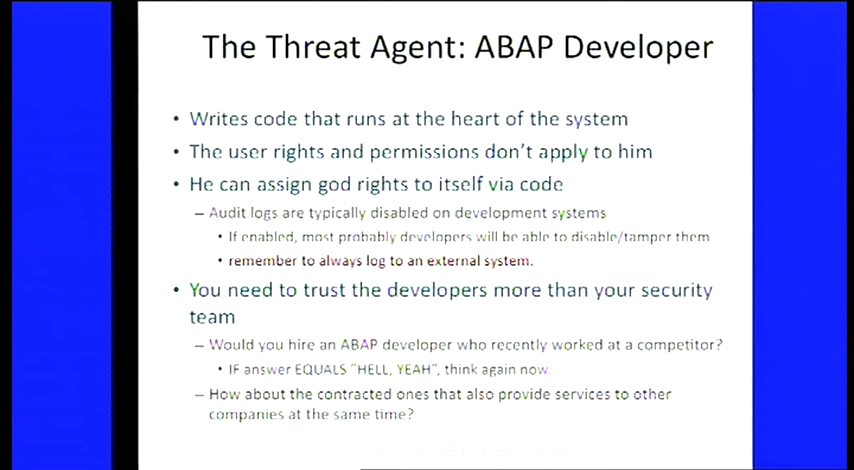 The Threat Agent: ABAP Developer
• Writes code that runs at the heart of the system
• The user rights and permissions don't apply to him
• He can assign god rights to itself via code
– Audit logs are typically disabled on development systems
• If enabled, most probably developers will be able to disable/tamper them
• remember to always log to an external system.
• You need to trust the developers more than your security
team
– Would you hire an ABAP developer who recently worked at a competitor?
• IF answer EQUALS "HELL, YEAH", think again now.
– How about the contracted ones that also provide services to other
companies at the same time?